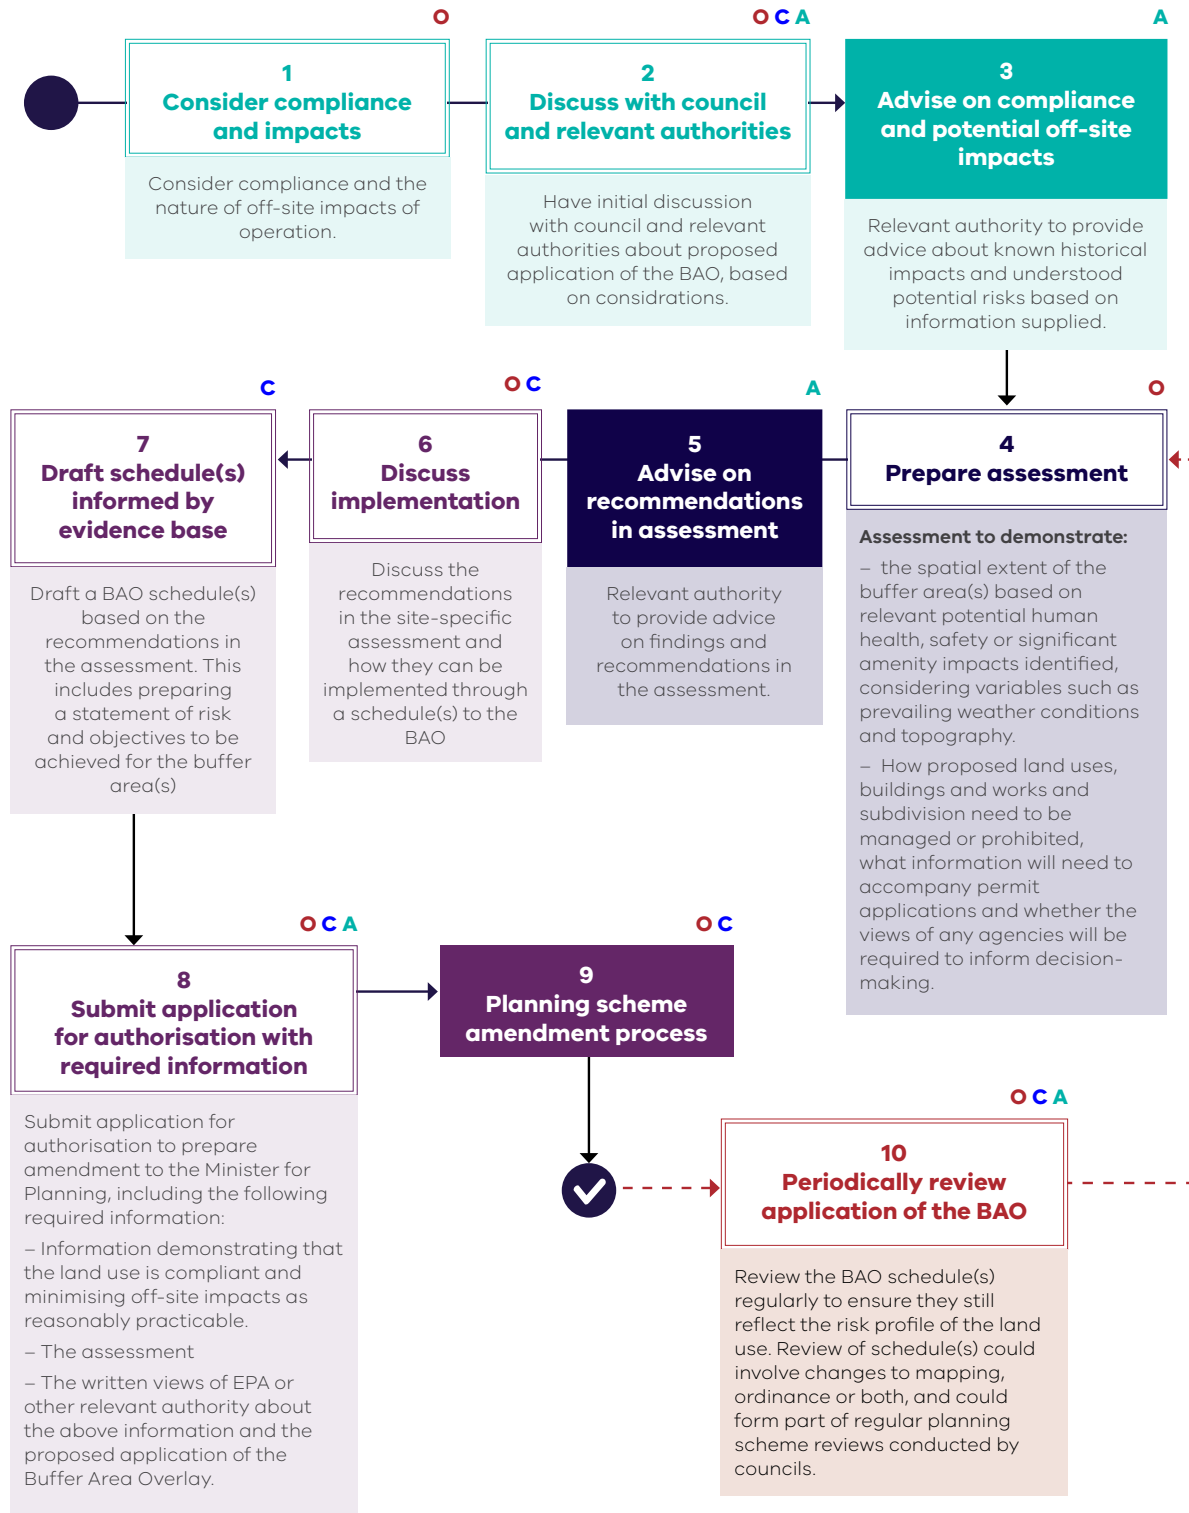 O
1
Consider compliance
and impacts
Consider compliance and the
nature of off-site impacts of
operation.
O C A
2
Discuss with council
and relevant authorities
Have initial discussion
with council and relevant
authorities about proposed
application of the BAO, based
on considrations.
A
3
Advise on compliance
and potential off-site
impacts
Relevant authority to provide
advice about known historical
impacts and understood
potential risks based on
information supplied.
O
4
Prepare assessment
Assessment to demonstrate:
– the spatial extent of the
buffer area(s) based on
relevant potential human
health, safety or significant
amenity impacts identified,
considering variables such as
prevailing weather conditions
and topography.
– How proposed land uses,
buildings and works and
subdivision need to be
managed or prohibited,
what information will need to
accompany permit
applications and whether the
views of any agencies will be
required to inform decision-
making.
A
5
Advise on
recommendations
in assessment
Relevant authority
to provide advice
on findings and
recommendations in
the assessment.
O C
6
Discuss
implementation
Discuss the
recommendations
in the site-specific
assessment and
how they can be
implemented through
a schedule(s) to the
BAO
C
7
Draft schedule(s)
informed by
evidence base
Draft a BAO schedule(s)
based on the
recommendations in
the assessment. This
includes preparing
a statement of risk
and objectives to be
achieved for the buffer
area(s)
O C A
8
Submit application
for authorisation with
required information
Submit application for
authorisation to prepare
amendment to the Minister for
Planning, including the following
required information:
– Information demonstrating that
the land use is compliant and
minimising off-site impacts as
reasonably practicable.
– The assessment
– The written views of EPA or
other relevant authority about
the above information and the
proposed application of the
Buffer Area Overlay.
O C
9
Planning scheme
amendment process
O C A
10
Periodically review
application of the BAO
Review the BAO schedule(s)
regularly to ensure they still
reflect the risk profile of the land
use. Review of schedule(s) could
involve changes to mapping,
ordinance or both, and could
form part of regular planning
scheme reviews conducted by
councils.